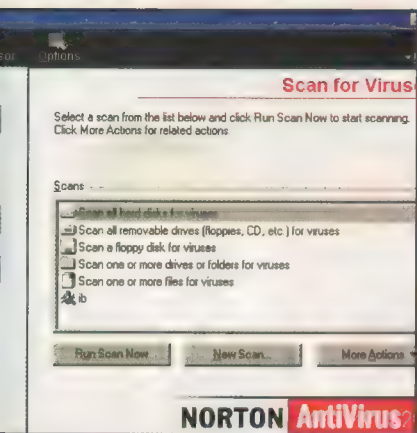 Options
Scan for Virus
Select a scan from the list below and click Run Scan Now to start scanning.
Click More Actions for related actions
Scans
Scan all hard disks for viruses
Scan all removable drives (floppies, CD, etc.) for viruses
Scan a floppy disk for viruses
Scan one or more drives or folders for viruses
Scan one or more files for viruses
ib
Run Scan Now
New Scan...
More Actions
NORTON AntiVirus